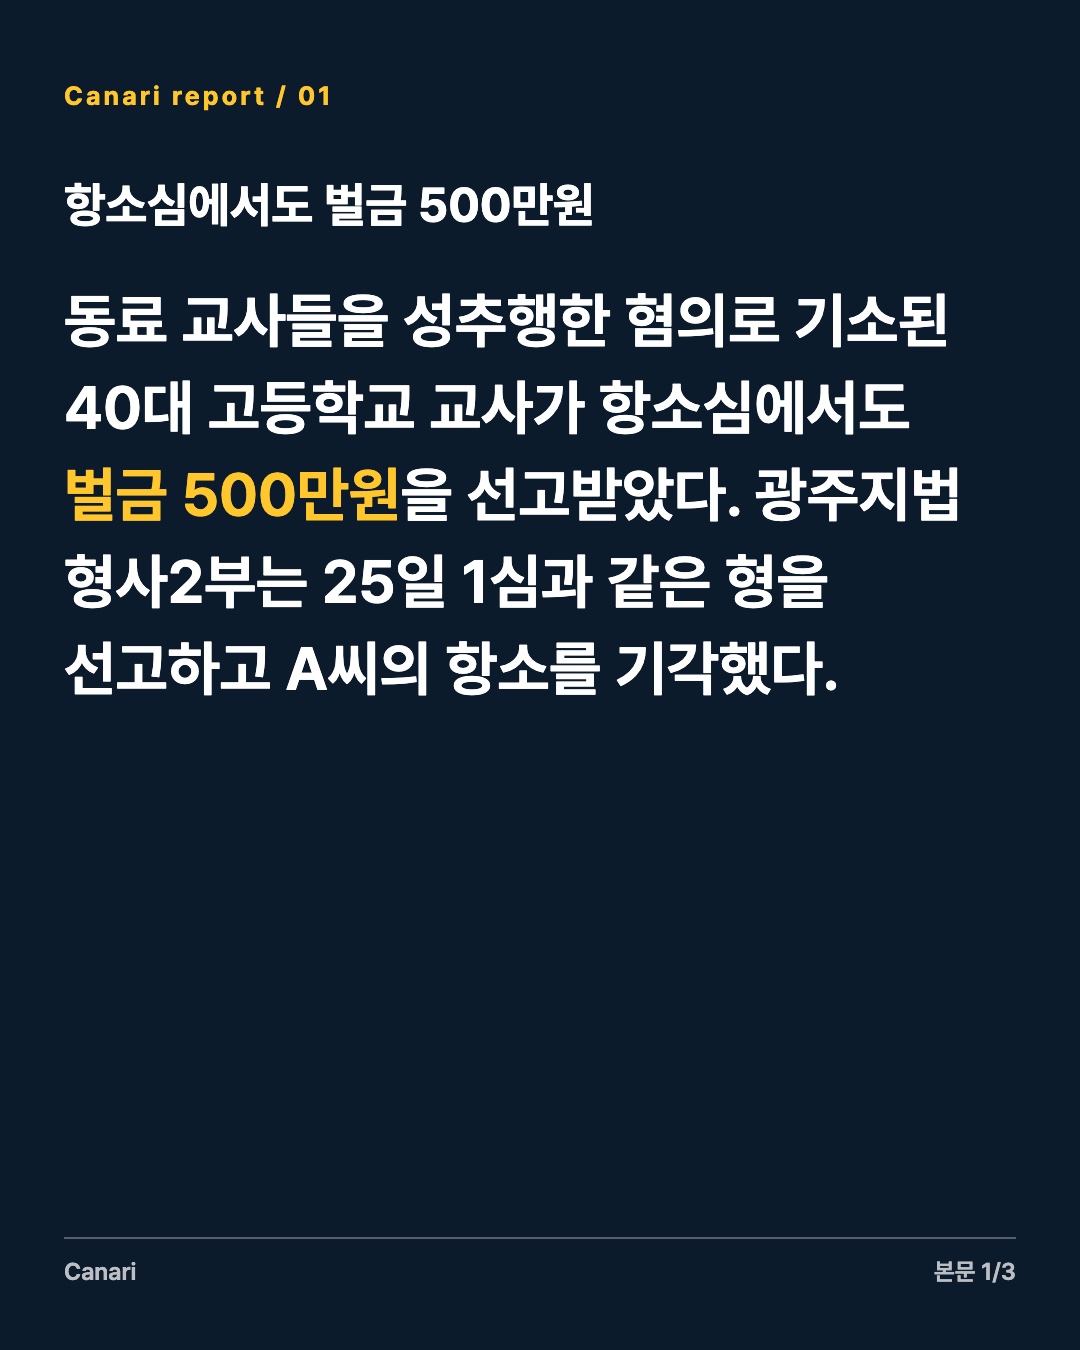 Canari report / 01
항소심에서도 벌금 500만원
동료 교사들을 성추행한 혐의로 기소된
40대 고등학교 교사가 항소심에서도
벌금 500만원을 선고받았다. 광주지법
형사2부는 25일 1심과 같은 형을
선고하고 A씨의 항소를 기각했다.
Canari
본문 1/3